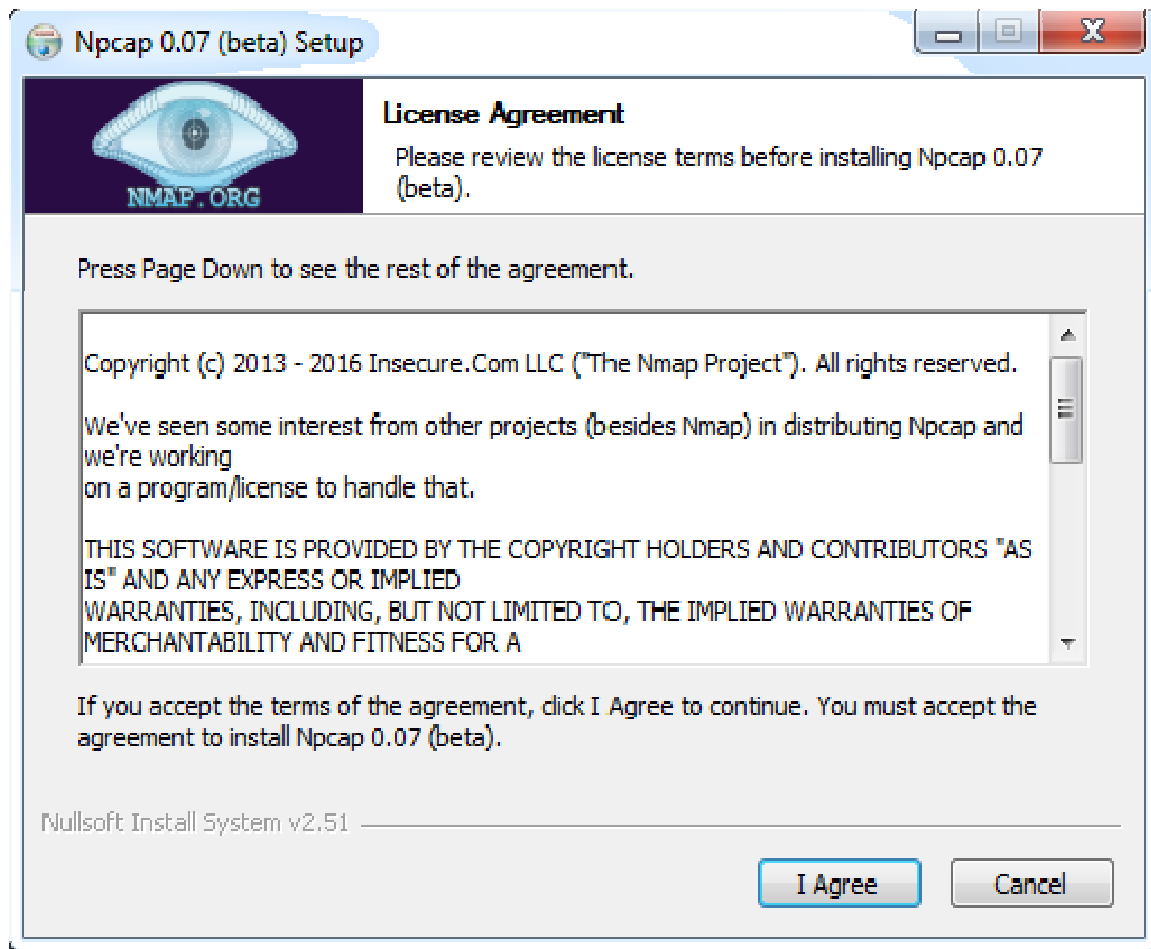 Npcap 0.07 (beta) Setup
NMAP.ORG
License Agreement
Please review the license terms before installing Npcap 0.07
(beta).
Press Page Down to see the rest of the agreement.
Copyright (c) 2013 - 2016 Insecure.Com LLC ("The Nmap Project"). All rights reserved.
We've seen some interest from other projects (besides Nmap) in distributing Npcap and
we're working
on a program/license to handle that.
THIS SOFTWARE IS PROVIDED BY THE COPYRIGHT HOLDERS AND CONTRIBUTORS "AS
IS" AND ANY EXPRESS OR IMPLIED
WARRANTIES, INCLUDING, BUT NOT LIMITED TO, THE IMPLIED WARRANTIES OF
MERCHANTABILITY AND FITNESS FOR A
If you accept the terms of the agreement, click I Agree to continue. You must accept the
agreement to install Npcap 0.07 (beta).
Nullsoft Install System v2.51
I Agree
Cancel